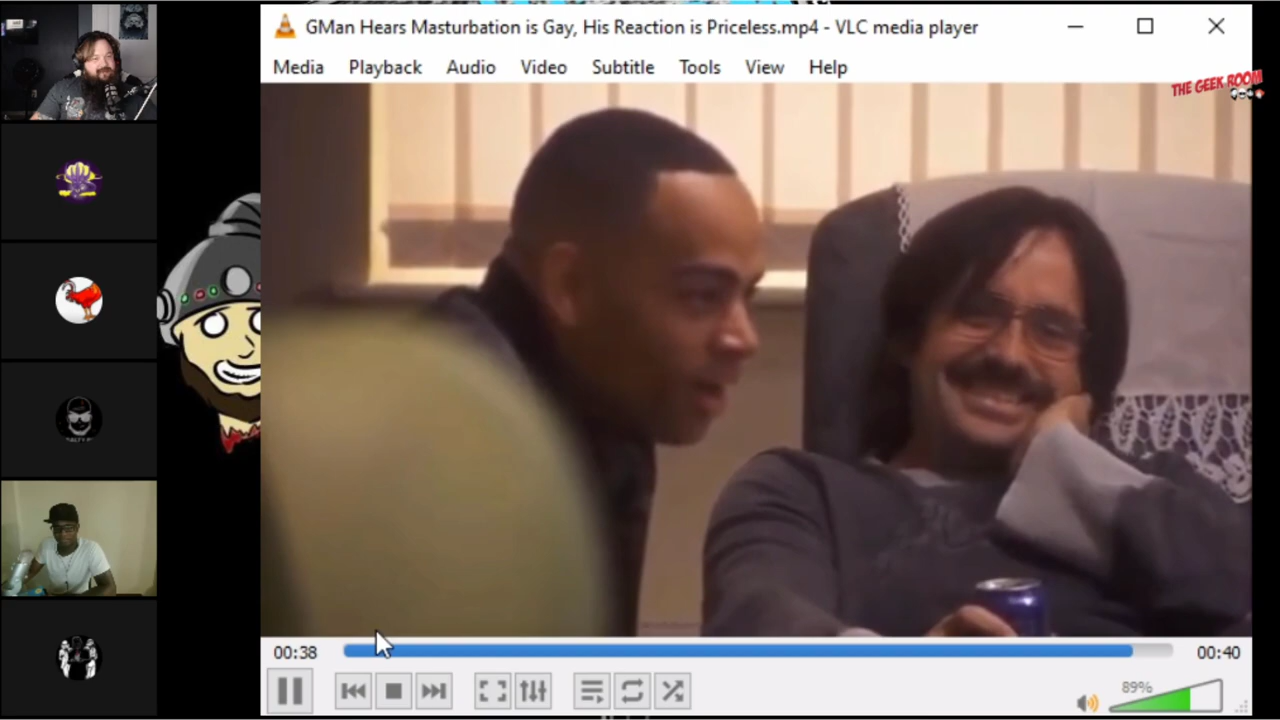 GMan Hears Masturbation is Gay, His Reaction is Priceless.mp4 - VLC media player
Media Playback Audio Video Subtitle Tools View Help
THE GEEK ROOM
00:38
00:40
89%